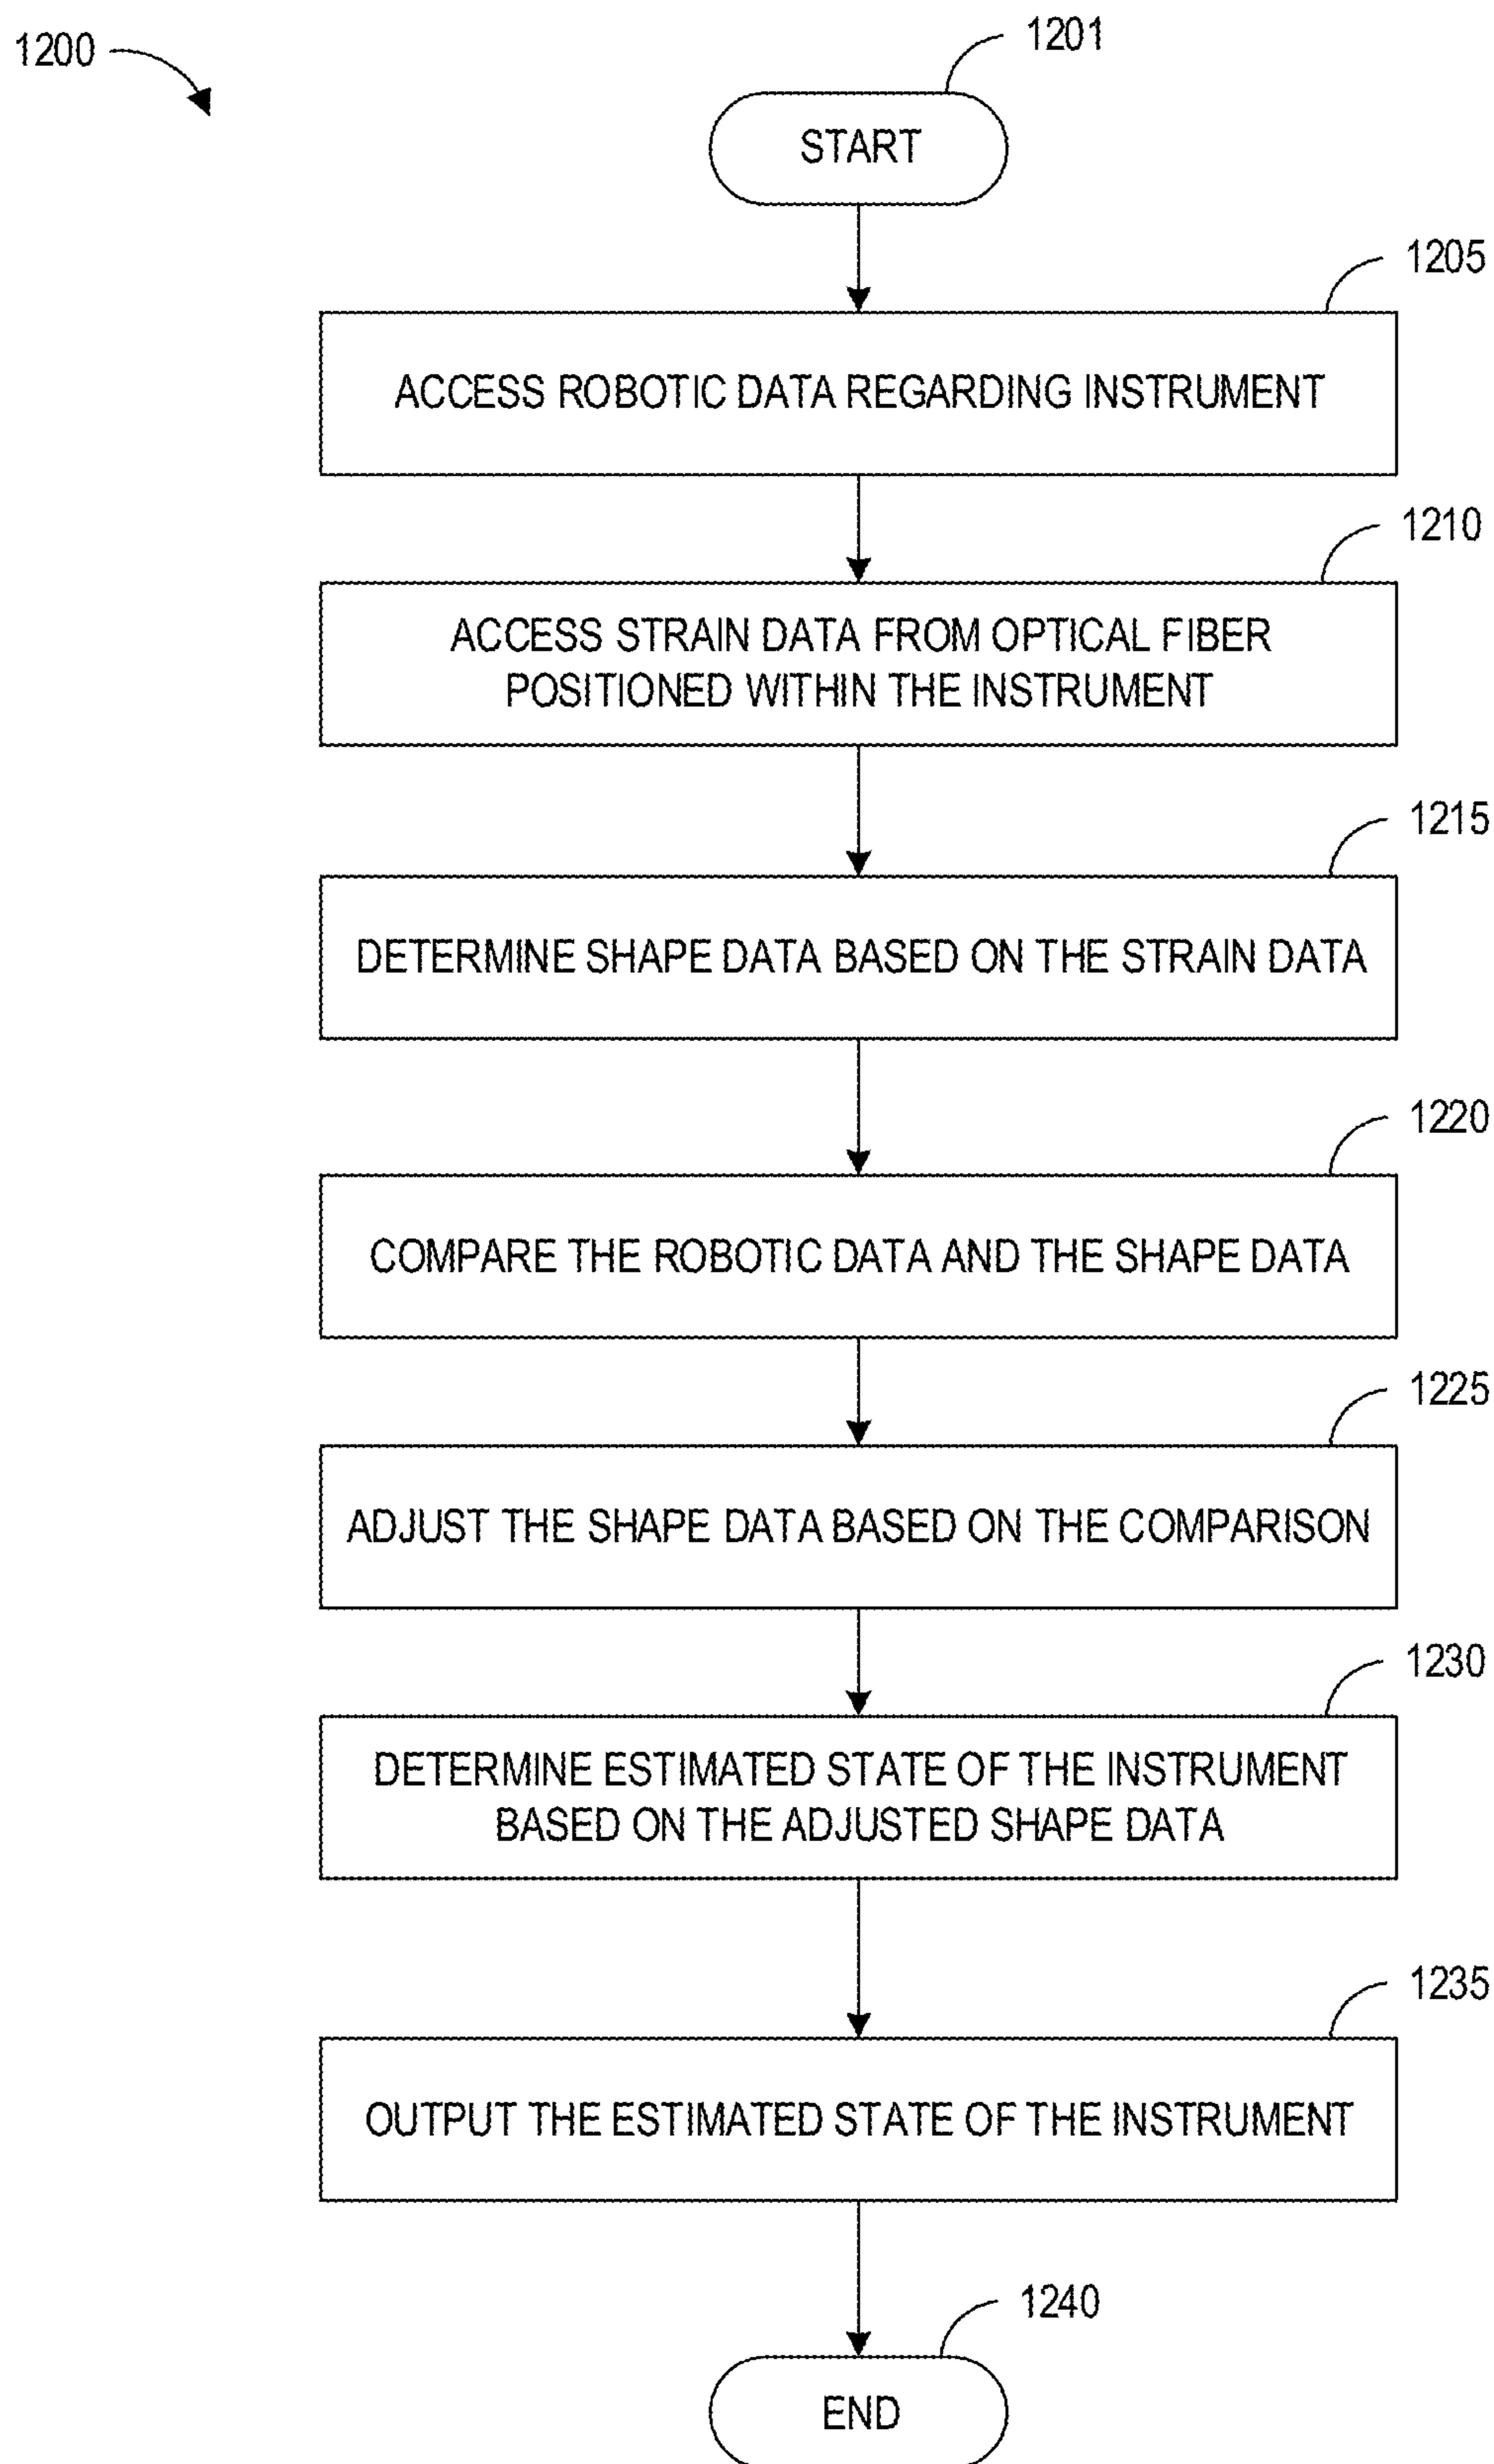 1200
1201
START
1205
ACCESS ROBOTIC DATA REGARDING INSTRUMENT
1210
ACCESS STRAIN DATA FROM OPTICAL FIBER
POSITIONED WITHIN THE INSTRUMENT
1215
DETERMINE SHAPE DATA BASED ON THE STRAIN DATA
1220
COMPARE THE ROBOTIC DATA AND THE SHAPE DATA
1225
ADJUST THE SHAPE DATA BASED ON THE COMPARISON
1230
DETERMINE ESTIMATED STATE OF THE INSTRUMENT
BASED ON THE ADJUSTED SHAPE DATA
1235
OUTPUT THE ESTIMATED STATE OF THE INSTRUMENT
1240
END